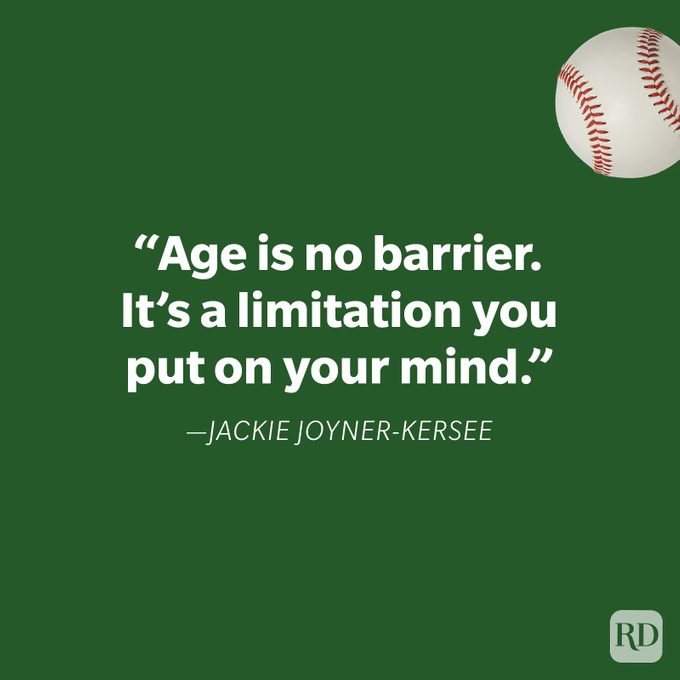 “Age is no barrier.
It’s a limitation you
put on your mind.”
—JACKIE JOYNER-KERSEE
RD